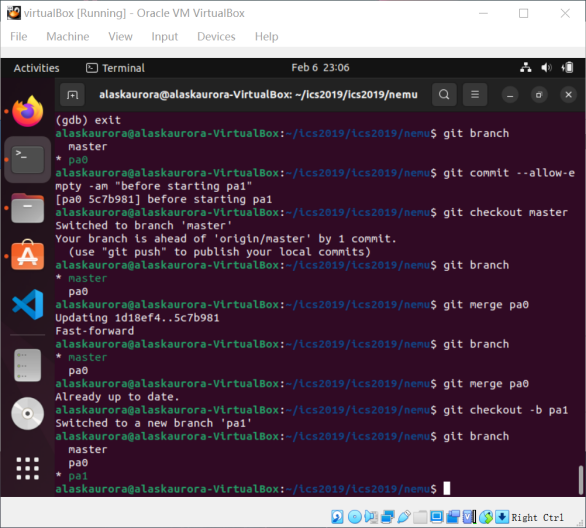 virtualBox [Running] - Oracle VM VirtualBox
File Machine View Input Devices Help
Activities Terminal Feb 6 23:06
alaskaurora@alaskaurora-VirtualBox: ~/ics2019/ics2019/nemu
(gdb) exit
alaskaurora@alaskaurora-VirtualBox:~/ics2019/ics2019/nemu$ git branch
master
* pa0
alaskaurora@alaskaurora-VirtualBox:~/ics2019/ics2019/nemu$ git commit --allow-e
mpty -am "before starting pa1"
[pa0 5c7b981] before starting pa1
alaskaurora@alaskaurora-VirtualBox:~/ics2019/ics2019/nemu$ git checkout master
Switched to branch 'master'
Your branch is ahead of 'origin/master' by 1 commit.
(use "git push" to publish your local commits)
alaskaurora@alaskaurora-VirtualBox:~/ics2019/ics2019/nemu$ git branch
* master
pa0
alaskaurora@alaskaurora-VirtualBox:~/ics2019/ics2019/nemu$ git merge pa0
Updating 1d18ef4..5c7b981
Fast-forward
alaskaurora@alaskaurora-VirtualBox:~/ics2019/ics2019/nemu$ git branch
* master
pa0
alaskaurora@alaskaurora-VirtualBox:~/ics2019/ics2019/nemu$ git merge pa0
Already up to date.
alaskaurora@alaskaurora-VirtualBox:~/ics2019/ics2019/nemu$ git checkout -b pa1
Switched to a new branch 'pa1'
alaskaurora@alaskaurora-VirtualBox:~/ics2019/ics2019/nemu$ git branch
master
pa0
* pa1
alaskaurora@alaskaurora-VirtualBox:~/ics2019/ics2019/nemu$
Right Ctrl